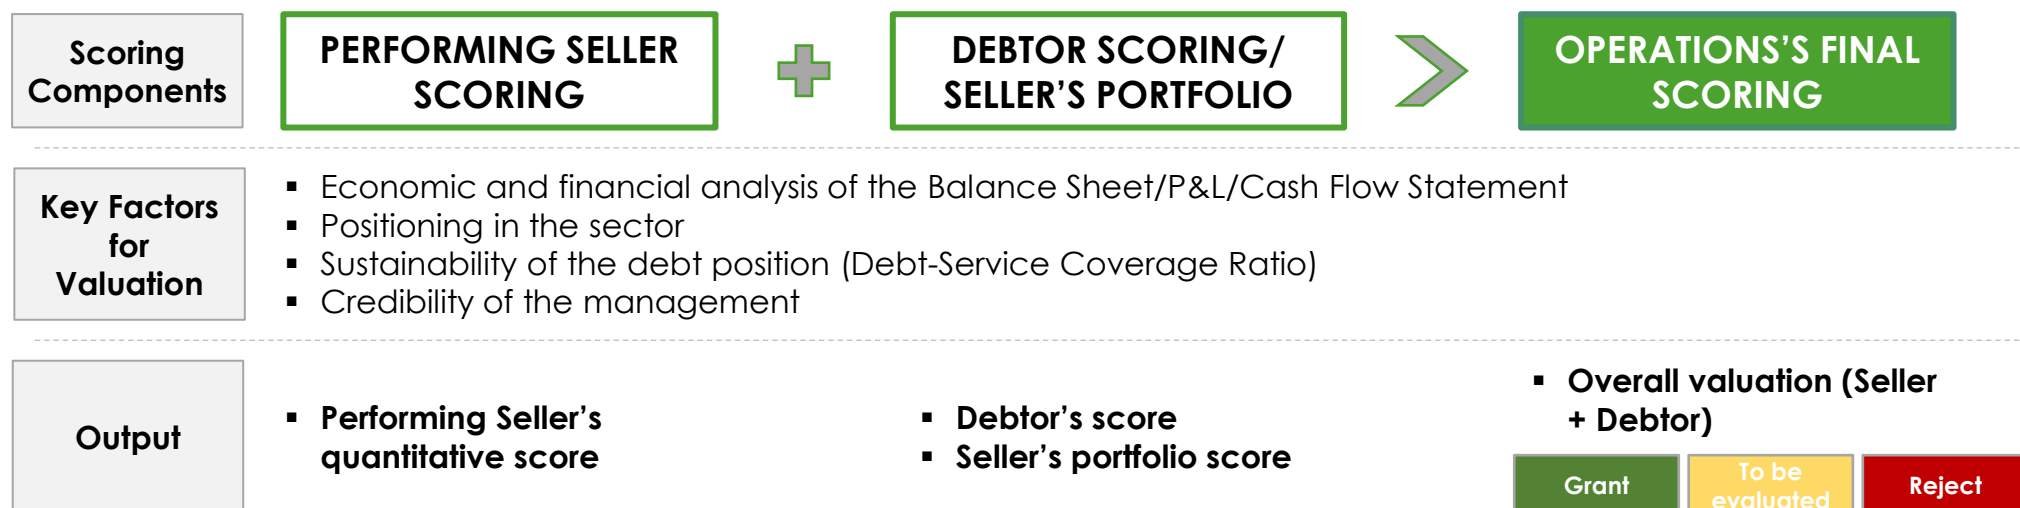 Scoring
Components
PERFORMING SELLER
SCORING
DEBTOR SCORING/
SELLER’S PORTFOLIO
OPERATIONS’S FINAL
SCORING
Key Factors
for
Valuation
▪ Economic and financial analysis of the Balance Sheet/P&L/Cash Flow Statement
▪ Positioning in the sector
▪ Sustainability of the debt position (Debt-Service Coverage Ratio)
▪ Credibility of the management
Output
▪ Performing Seller’s
quantitative score
▪ Debtor’s score
▪ Seller’s portfolio score
▪ Overall valuation (Seller
+ Debtor)
Grant
To be
evaluated
Reject